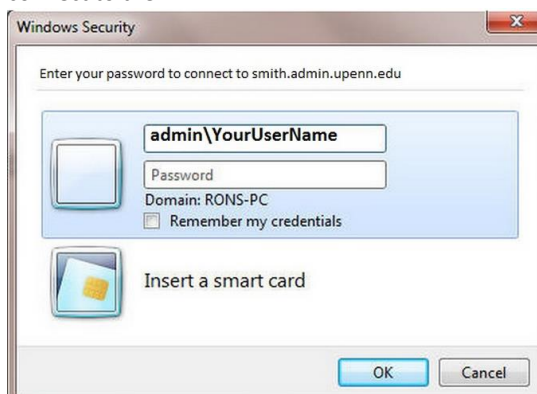 Windows Security
Enter your password to connect to smith.admin.upenn.edu
admin\YourUserName
Password
Domain: RONS-PC
Remember my credentials
Insert a smart card
OK
Cancel